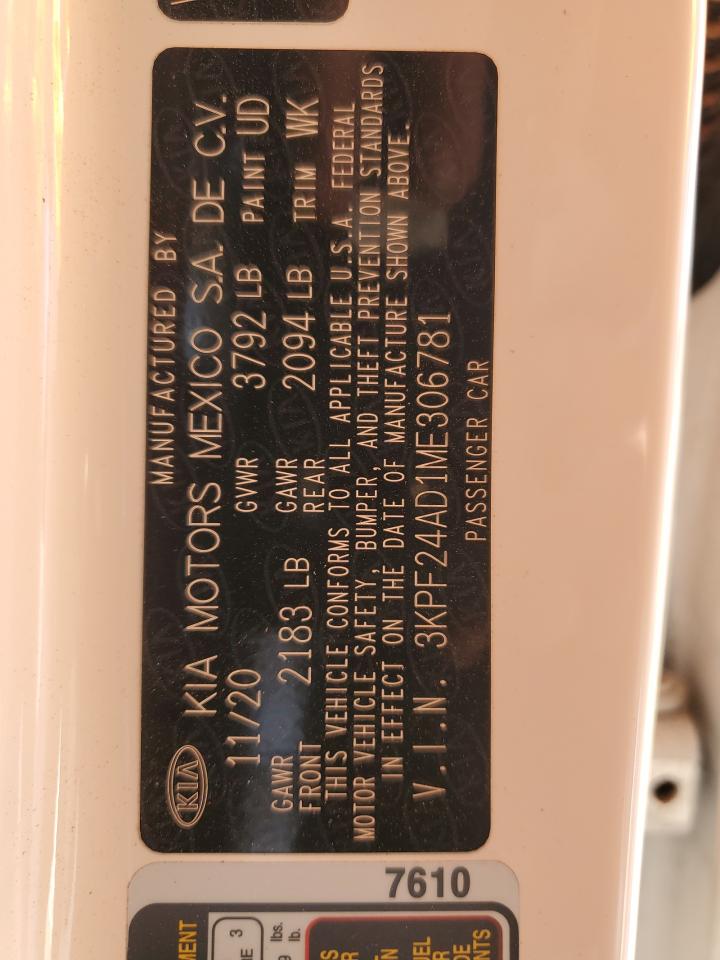 MANUFACTURED BY
KIA KIA MOTORS MEXICO S.A. DE C.V.
11/20 GVWR 3792 LB PAINT UD
GAWR FRONT 2183 LB GAWR REAR 2094 LB TRIM WK
THIS VEHICLE CONFORMS TO ALL APPLICABLE U.S.A. FEDERAL
MOTOR VEHICLE SAFETY, BUMPER, AND THEFT PREVENTION STANDARDS
IN EFFECT ON THE DATE OF MANUFACTURE SHOWN ABOVE.
V.I.N. 3KPF24AD1ME306781
PASSENGER CAR
7610